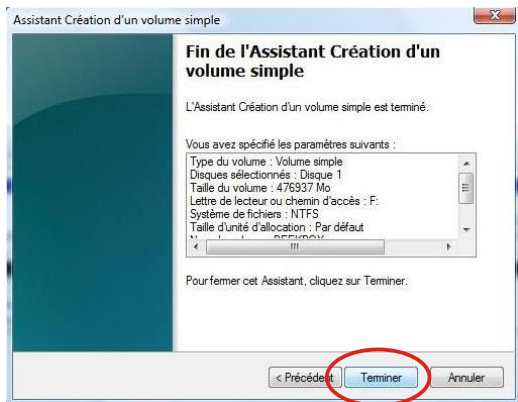 Assistant Création d'un volume simple
Fin de l'Assistant Création d'un
volume simple
L'Assistant Création d'un volume simple est terminé.
Vous avez spécifié les paramètres suivants :
Type du volume : Volume simple
Disques sélectionnés : Disque 1
Taille du volume : 476937 Mo
Lettre de lecteur ou chemin d'accès : F:
Système de fichiers : NTFS
Taille d'unité d'allocation : Par défaut
Pour fermer cet Assistant, cliquez sur Terminer.
< Précédent
Terminer
Annuler